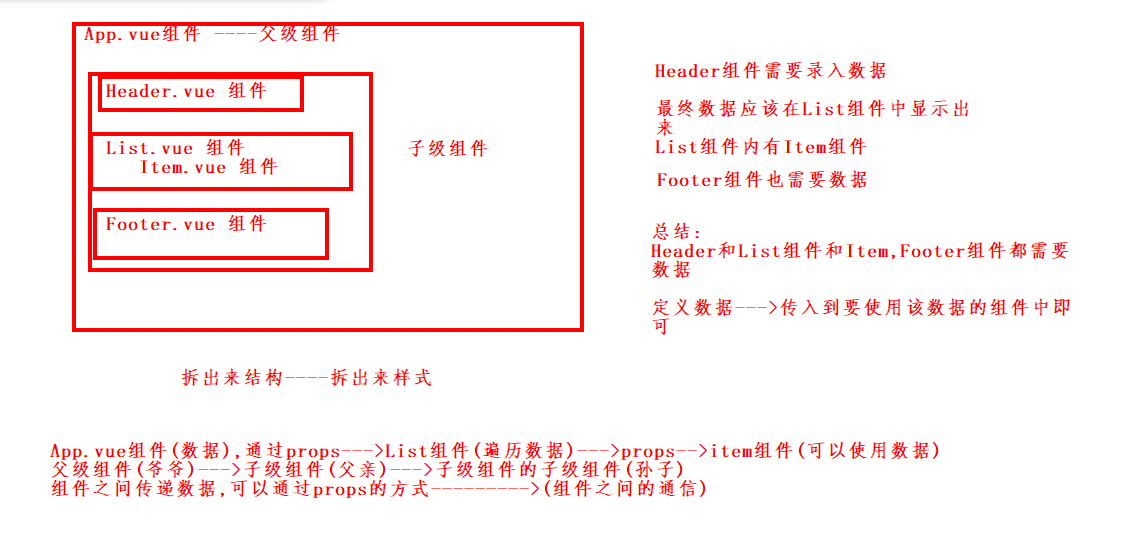 App.vue组件 ----父级组件
Header.vue 组件
List.vue 组件
Item.vue 组件
子级组件
Footer.vue 组件
Header组件需要录入数据
最终数据应该在List组件中显示出
来
List组件内有Item组件
Footer组件也需要数据
总结:
Header和List组件和Item,Footer组件都需要
数据
定义数据--->传入到要使用该数据的组件中即
可
拆出来结构----拆出来样式
App.vue组件(数据),通过props--->List组件(遍历数据)--->props-->item组件(可以使用数据)
父级组件(爷爷)--->子级组件(父亲)--->子级组件的子级组件(孙子)
组件之间传递数据,可以通过props的方式--------->(组件之间的通信)